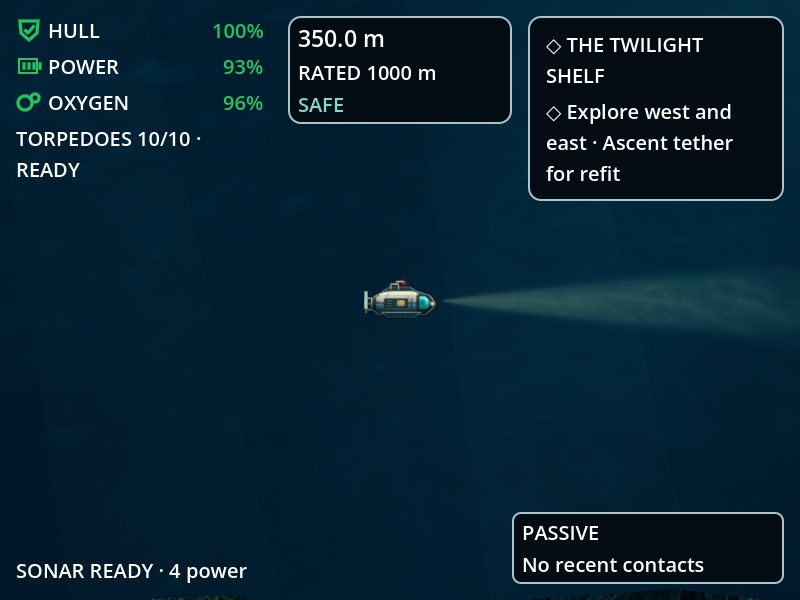 HULL 100%
POWER 93%
OXYGEN 96%
TORPEDOES 10/10 ·
READY
350.0 m
RATED 1000 m
SAFE
◇ THE TWILIGHT
SHELF
◇ Explore west and
east · Ascent tether
for refit
PASSIVE
No recent contacts
SONAR READY · 4 power